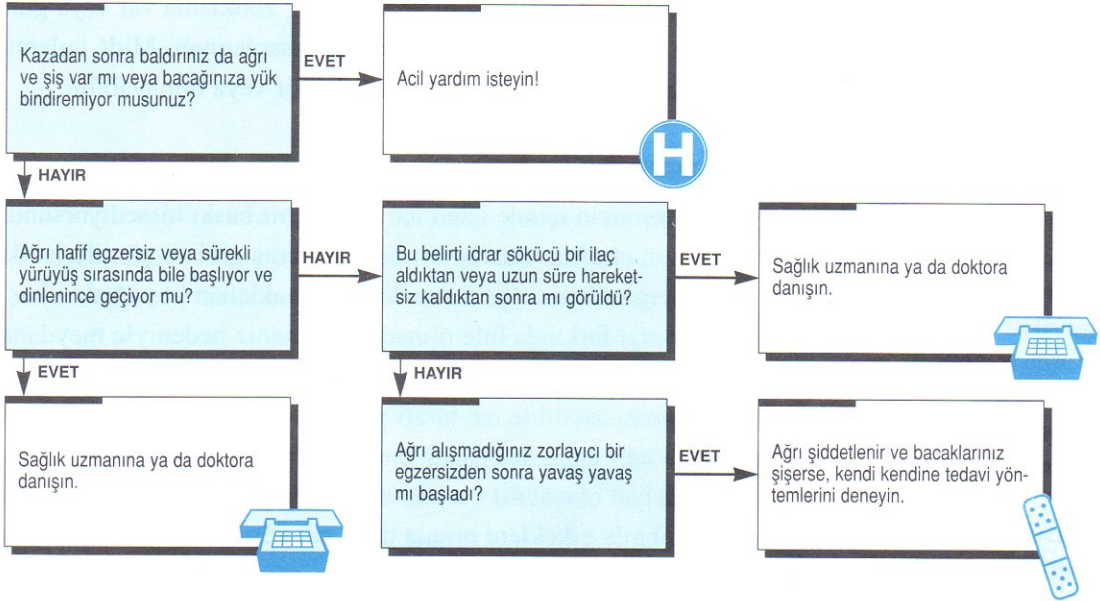 Kazadan sonra baldırınız da ağrı
ve şiş var mı veya bacağınıza yük
bindiremiyor musunuz?
EVET
Acil yardım isteyin!
H
HAYIR
Ağrı hafif egzersiz veya sürekli
yürüyüş sırasında bile başlıyor ve
dinlenince geçiyor mu?
HAYIR
Bu belirti idrar sökücü bir ilaç
aldıktan veya uzun süre hareket-
siz kaldıktan sonra mı görüldü?
EVET
Sağlık uzmanına ya da doktora
danışın.
EVET
HAYIR
Sağlık uzmanına ya da doktora
danışın.
Ağrı alışmadığınız zorlayıcı bir
egzersizden sonra yavaş yavaş
mı başladı?
EVET
Ağrı şiddetlenir ve bacaklarınız
şişerse, kendi kendine tedavi yön-
temlerini deneyin.